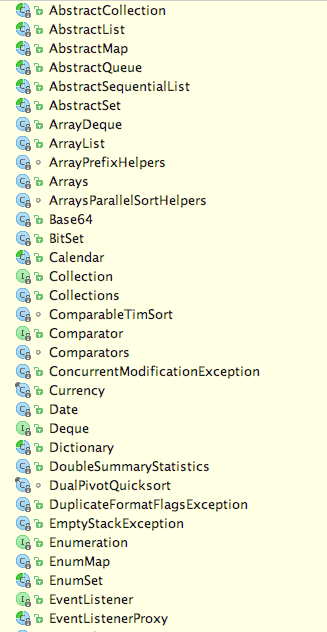 AbstractCollection
AbstractList
AbstractMap
AbstractQueue
AbstractSequentialList
AbstractSet
ArrayDeque
ArrayList
ArrayPrefixHelpers
Arrays
ArraysParallelSortHelpers
Base64
BitSet
Calendar
Collection
Collections
ComparableTimSort
Comparator
Comparators
ConcurrentModificationException
Currency
Date
Deque
Dictionary
DoubleSummaryStatistics
DualPivotQuicksort
DuplicateFormatFlagsException
EmptyStackException
Enumeration
EnumMap
EnumSet
EventListener
EventListenerProxy